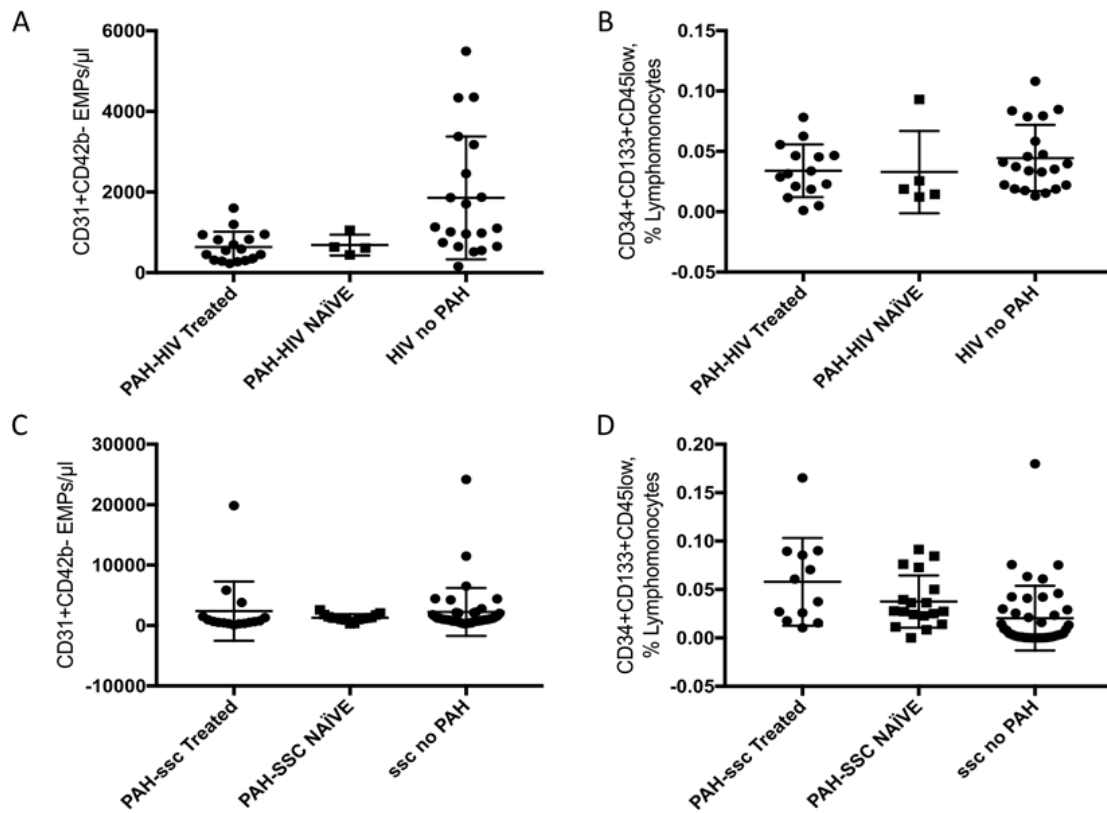 A
CD31+CD42b- EMPs/µl
6000
4000
2000
0
PAH-HIV Treated
PAH-HIV NAÏVE
HIV no PAH
B
CD34+CD133+CD45low,
% Lymphomonocytes
0.15
0.10
0.05
0.00
-0.05
PAH-HIV Treated
PAH-HIV NAÏVE
HIV no PAH
C
CD31+CD42b- EMPs/µl
30000
20000
10000
0
-10000
PAH-ssc Treated
PAH-SSC NAÏVE
ssc no PAH
D
CD34+CD133+CD45low,
% Lymphomonocytes
0.20
0.15
0.10
0.05
0.00
-0.05
PAH-ssc Treated
PAH-SSC NAÏVE
ssc no PAH